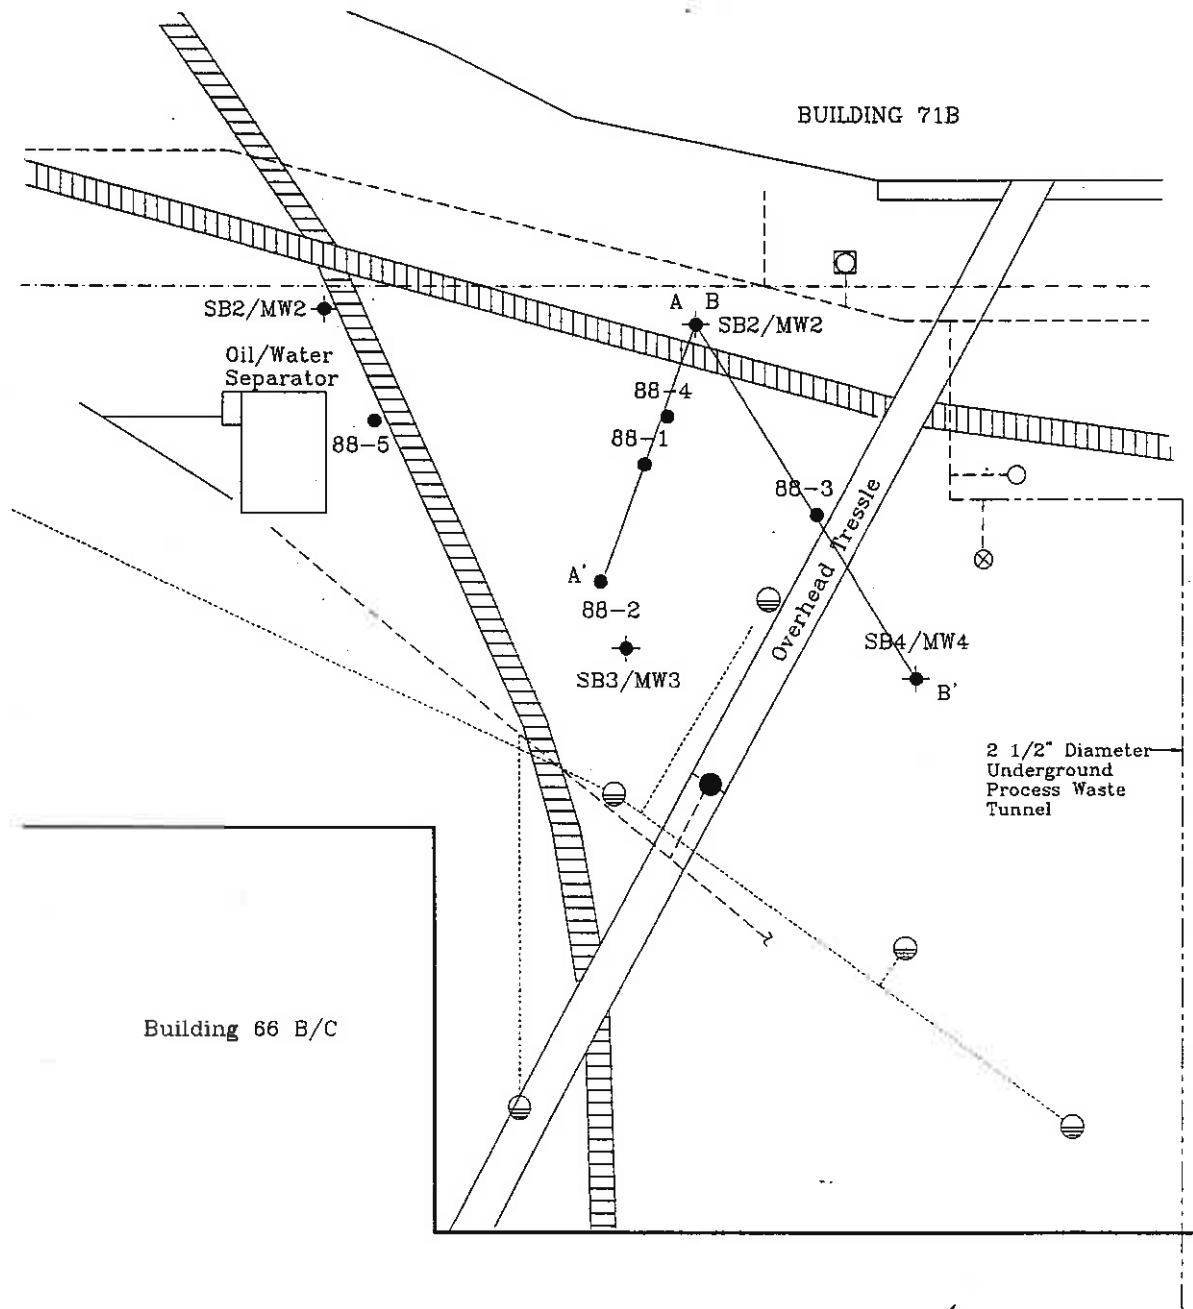 BUILDING 71B
A B
SB2/MW2
SB2/MW2
Oil/Water
Separator
88-4
88-5
88-1
88-3
Overhead Tressle
A'
88-2
SB4/MW4
SB3/MW3
B'
2 1/2" Diameter
Underground
Process Waste
Tunnel
Building 66 B/C